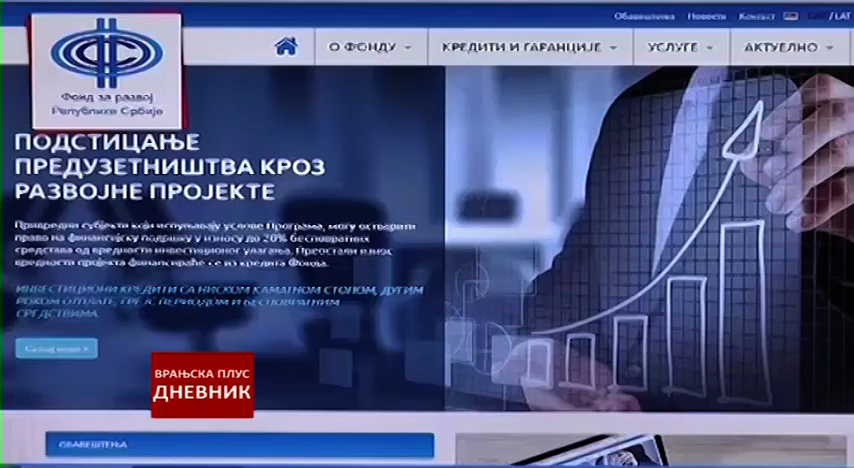 Обавештења Новости Контакт /LAT
О ФОНДУ КРЕДИТИ И ГАРАНЦИЈЕ УСЛУГЕ АКТУЕЛНО
Фонд за развој
Републике Србије
ПОДСТИЦАЊЕ
ПРЕДУЗЕТНИШТВА КРОЗ
РАЗВОЈНЕ ПРОЈЕКТЕ
Привредни субјекти који испуњавају услове Програма, могу остварити
право на финансијску подршку у износу до 20% бесповратних
средстава од вредности инвестиционог улагања. Преостали износ
вредности пројекта финансираће се из кредита Фонда.
ИНВЕСТИЦИОНИ КРЕДИТИ СА НИСКОМ КАМАТНОМ СТОПОМ, ДУГИМ
РОКОМ ОТПЛАТЕ, ГРЕЈС ПЕРИОДОМ И БЕСПОВРАТНИМ
СРЕДСТВИМА
ВРАЊСКА ПЛУС
ДНЕВНИК
ОБАВЕШТЕЊА